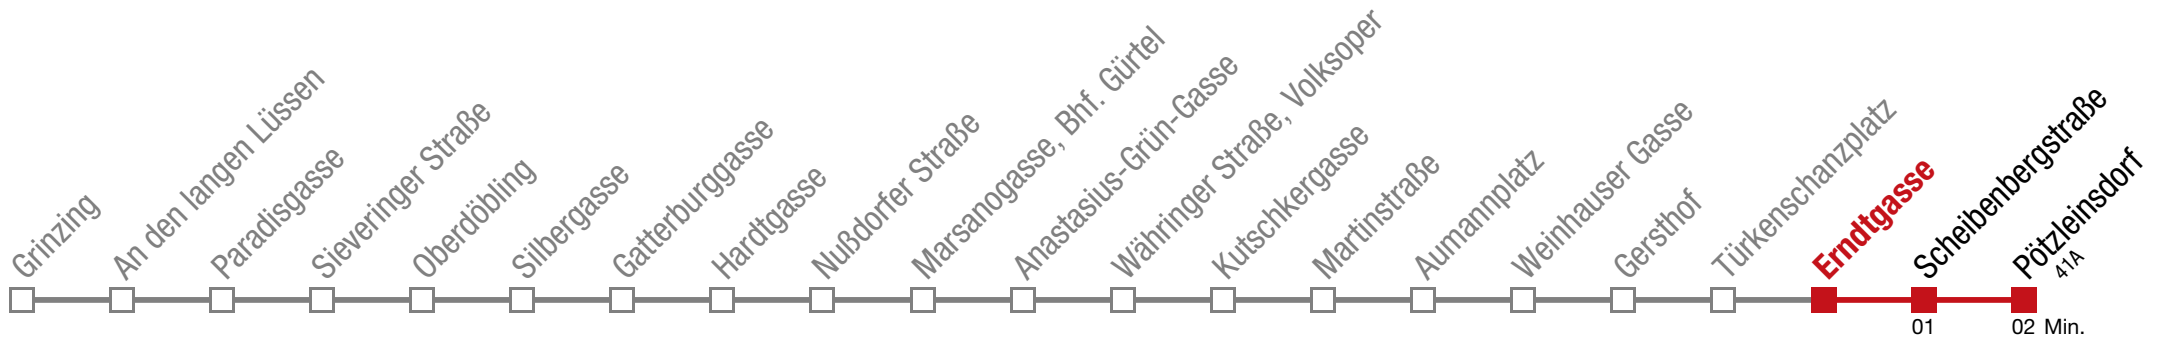 Grinzing
An den langen Lüssen
Paradisgasse
Sieveringer Straße
Oberdöbling
Silbergasse
Gatterburggasse
Hardtgasse
Nußdorfer Straße
Marsanogasse, Bhf. Gürtel
Anastasius-Grün-Gasse
Währinger Straße, Volksoper
Kutschkergasse
Martinstraße
Aumannplatz
Weinhauser Gasse
Gersthof
Türkenschanzplatz
Erndtgasse
Scheibenbergstraße
Pötzleinsdorf
41A
01
02 Min.